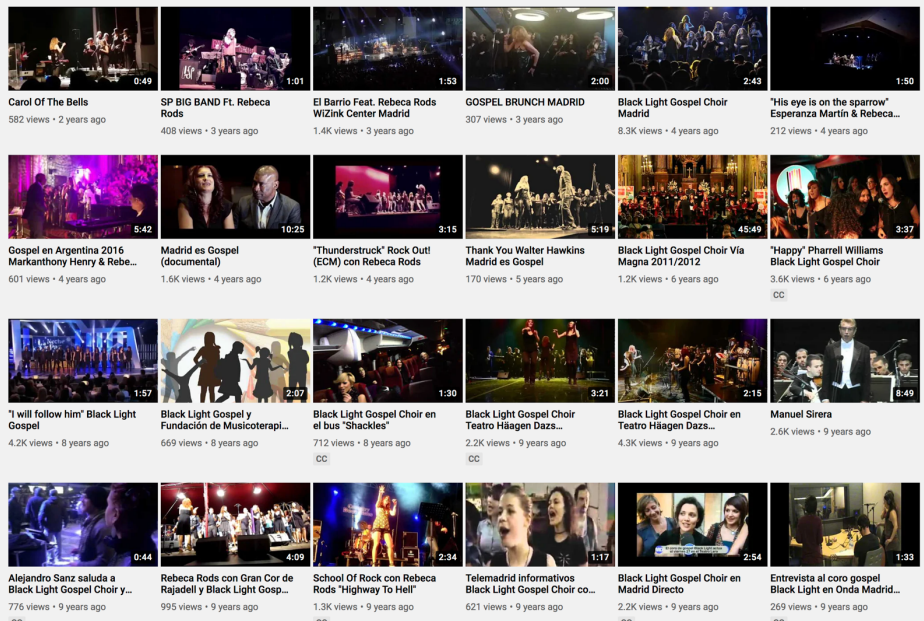 0:49
1:01
1:53
2:00
2:43
1:50
Carol Of The Bells
582 views • 2 years ago
SP BIG BAND Ft. Rebeca
Rods
408 views • 3 years ago
El Barrio Feat. Rebeca Rods
WiZink Center Madrid
1.4K views • 3 years ago
GOSPEL BRUNCH MADRID
307 views • 3 years ago
Black Light Gospel Choir
Madrid
8.3K views • 4 years ago
"His eye is on the sparrow"
Esperanza Martín & Rebeca...
212 views • 4 years ago
5:42
10:25
3:15
5:19
45:49
3:37
Gospel en Argentina 2016
Markanthony Henry & Rebe...
601 views • 4 years ago
Madrid es Gospel
(documental)
1.6K views • 4 years ago
"Thunderstruck" Rock Out!
(ECM) con Rebeca Rods
1.2K views • 4 years ago
Thank You Walter Hawkins
Madrid es Gospel
170 views • 5 years ago
Black Light Gospel Choir Vía
Magna 2011/2012
1.2K views • 6 years ago
"Happy" Pharrell Williams
Black Light Gospel Choir
3.6K views • 6 years ago
CC
1:57
2:07
1:30
3:21
2:15
8:49
"I will follow him" Black Light
Gospel
4.2K views • 8 years ago
Black Light Gospel y
Fundación de Musicoterapi...
669 views • 8 years ago
Black Light Gospel Choir en
el bus "Shackles"
712 views • 8 years ago
CC
Black Light Gospel Choir
Teatro Häagen Dazs...
2.2K views • 9 years ago
CC
Black Light Gospel Choir en
Teatro Häagen Dazs...
4.3K views • 9 years ago
Manuel Sirera
2.6K views • 9 years ago
0:44
4:09
2:34
1:17
2:54
1:33
Alejandro Sanz saluda a
Black Light Gospel Choir y...
776 views • 9 years ago
Rebeca Rods con Gran Cor de
Rajadell y Black Light Gosp...
995 views • 9 years ago
School Of Rock con Rebeca
Rods "Highway To Hell"
1.3K views • 9 years ago
Telemadrid informativos
Black Light Gospel Choir co...
621 views • 9 years ago
Black Light Gospel Choir en
Madrid Directo
2.2K views • 9 years ago
Entrevista al coro gospel
Black Light en Onda Madrid...
269 views • 9 years ago